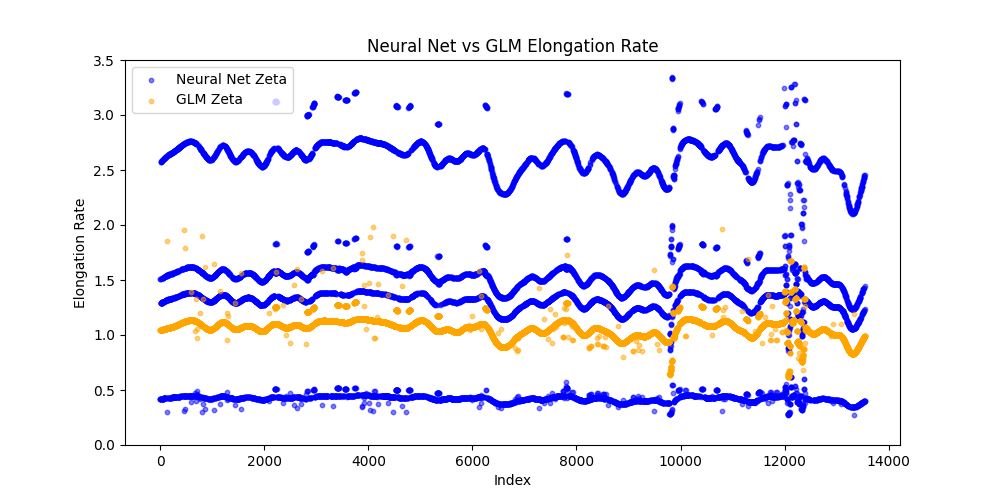 Neural Net vs GLM Elongation Rate
Neural Net Zeta
GLM Zeta
Elongation Rate
3.5
3.0
2.5
2.0
1.5
1.0
0.5
0.0
0 2000 4000 6000 8000 10000 12000 14000
Index